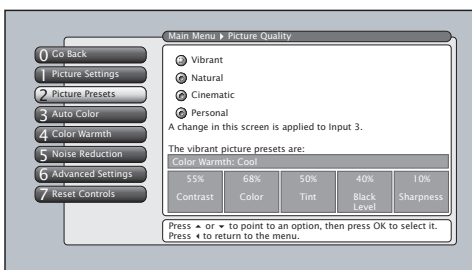 Main Menu ▸ Picture Quality
0 Go Back
1 Picture Settings
2 Picture Presets
3 Auto Color
4 Color Warmth
5 Noise Reduction
6 Advanced Settings
7 Reset Controls
Vibrant
Natural
Cinematic
Personal
A change in this screen is applied to Input 3.
The vibrant picture presets are:
Color Warmth: Cool
55% 68% 50% 40% 10%
Contrast Color Tint Black Level Sharpness
Press ▲ or ▼ to point to an option, then press OK to select it.
Press ◂ to return to the menu.